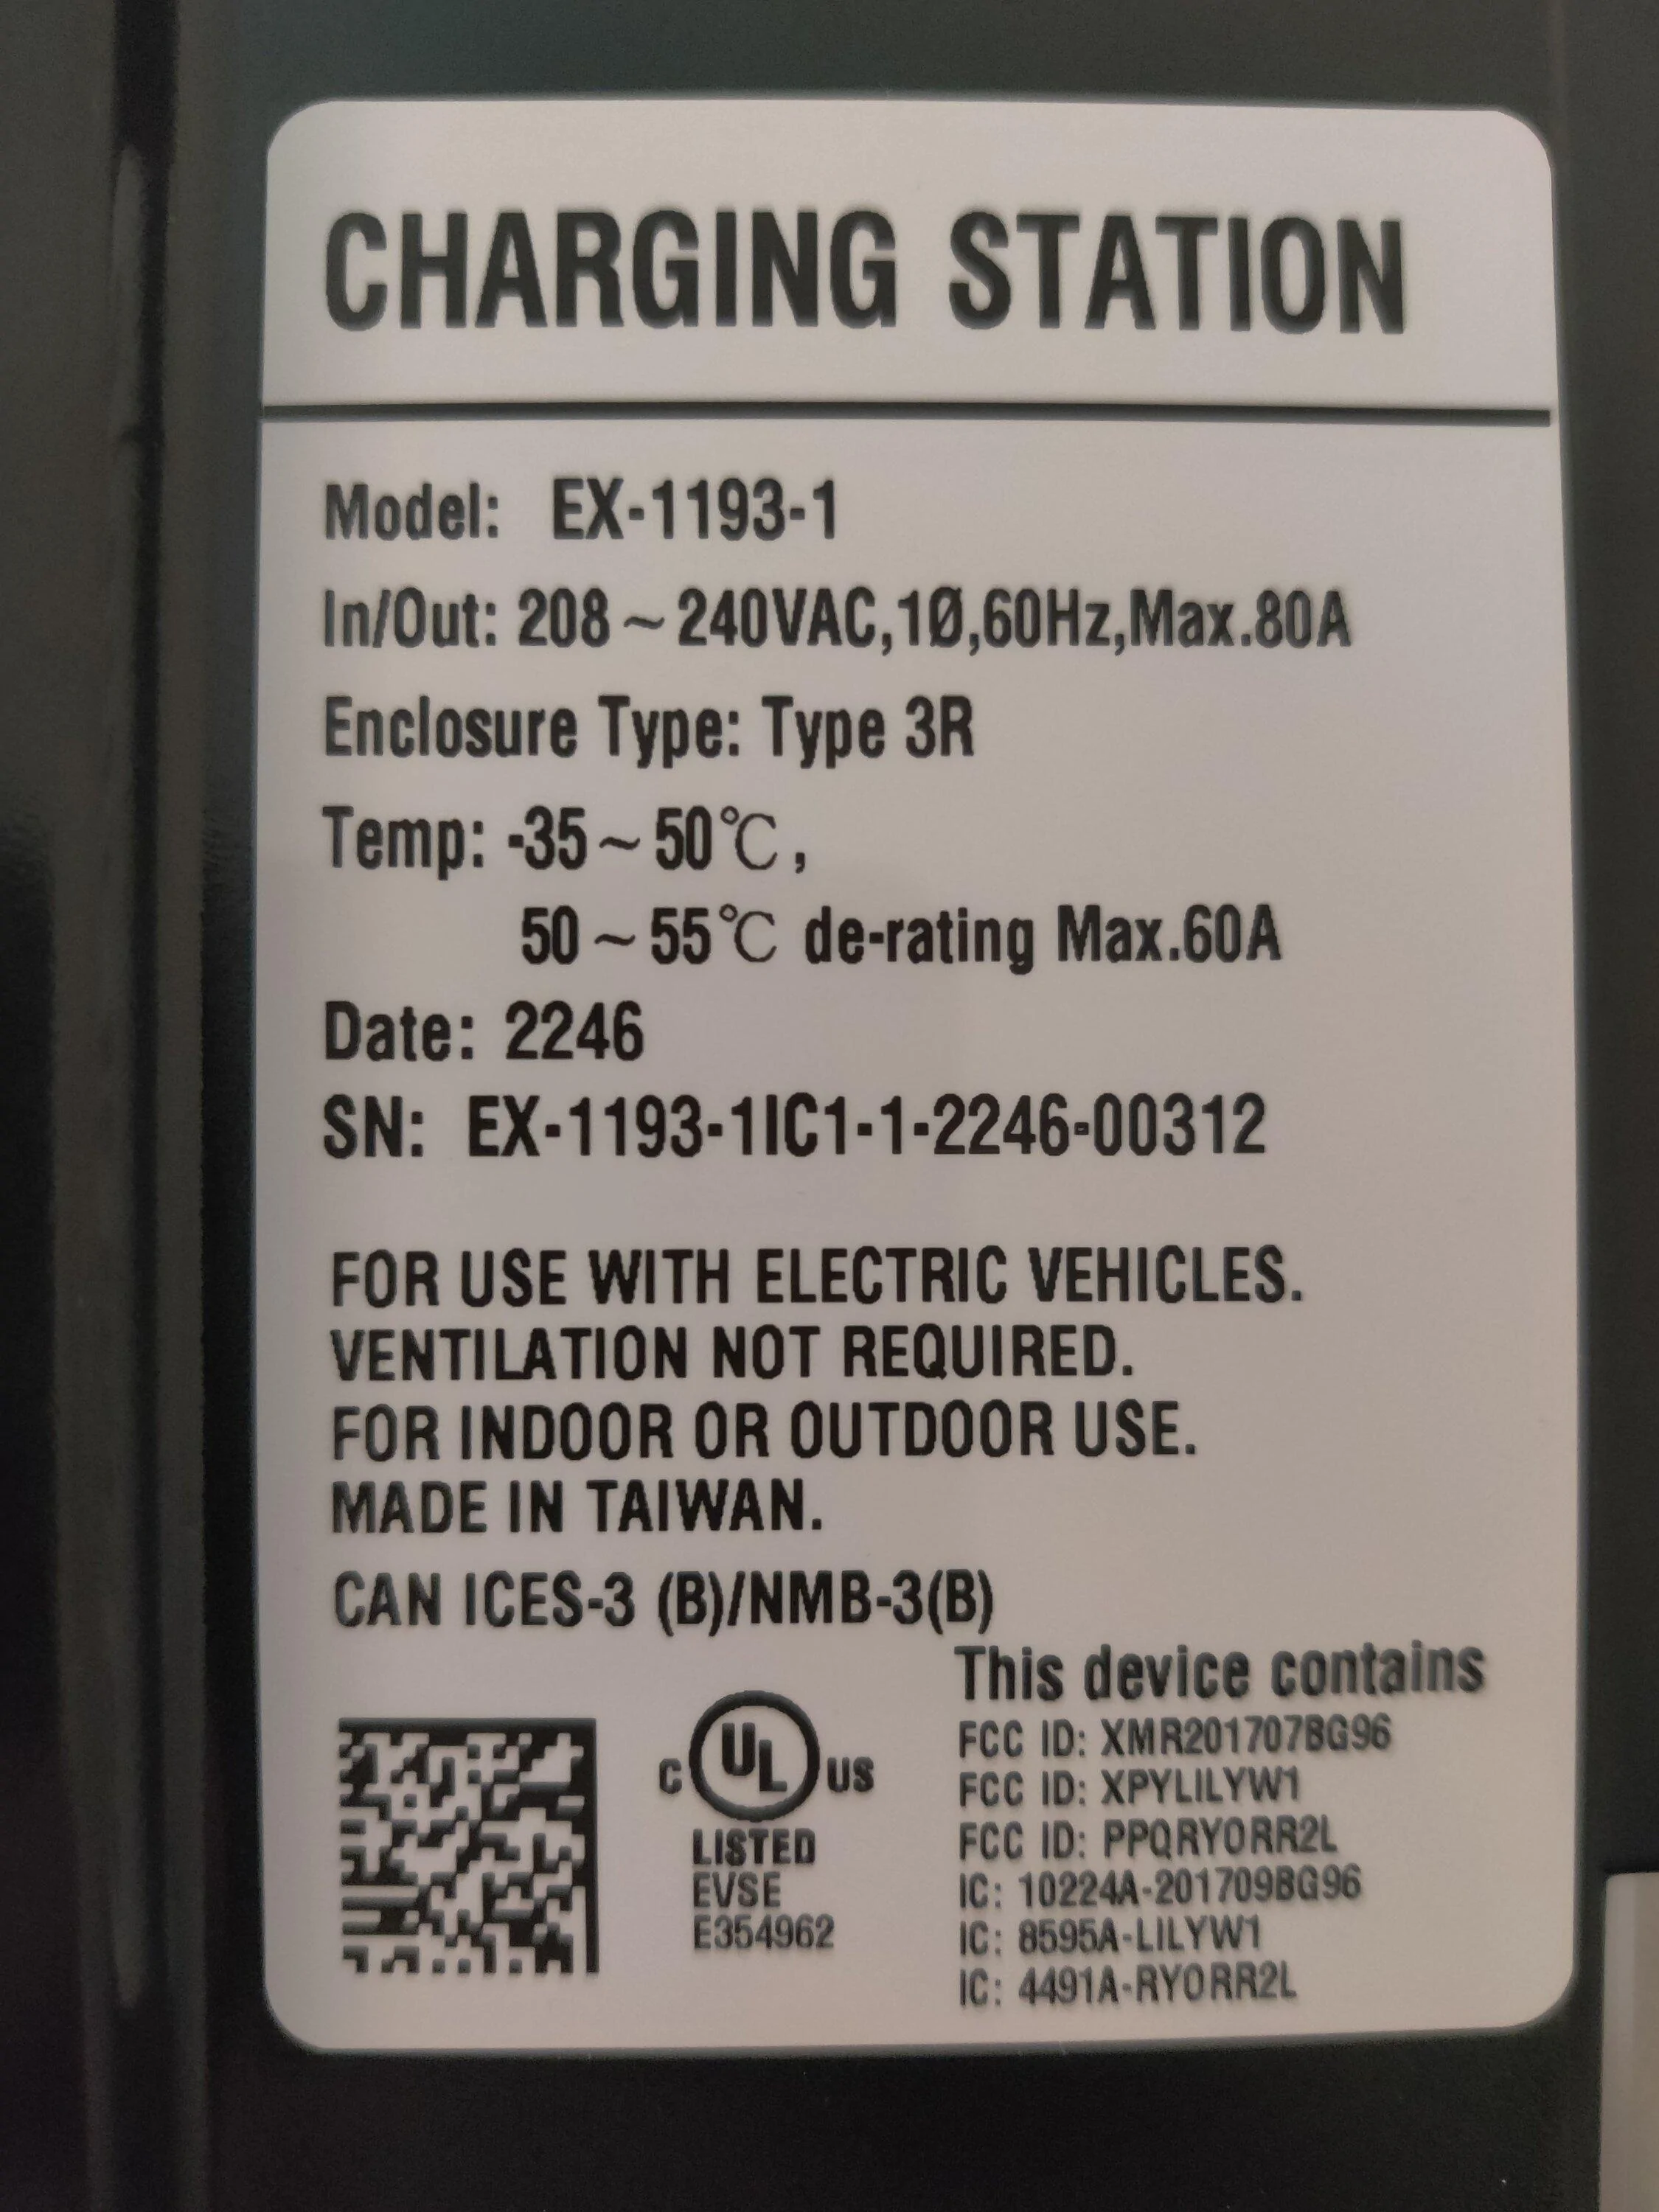 CHARGING STATION
Model: EX-1193-1
In/Out: 208~240VAC,1Ø,60Hz,Max.80A
Enclosure Type: Type 3R
Temp: -35~50℃,
50~55℃ de-rating Max.60A
Date: 2246
SN: EX-1193-1IC1-1-2246-00312
FOR USE WITH ELECTRIC VEHICLES.
VENTILATION NOT REQUIRED.
FOR INDOOR OR OUTDOOR USE.
MADE IN TAIWAN.
CAN ICES-3 (B)/NMB-3(B)
C UL US
LISTED
EVSE
E354962
This device contains
FCC ID: XMR201707BG96
FCC ID: XPYLILYW1
FCC ID: PPQRYORR2L
IC: 10224A-201709BG96
IC: 8595A-LILYW1
IC: 4491A-RYORR2L